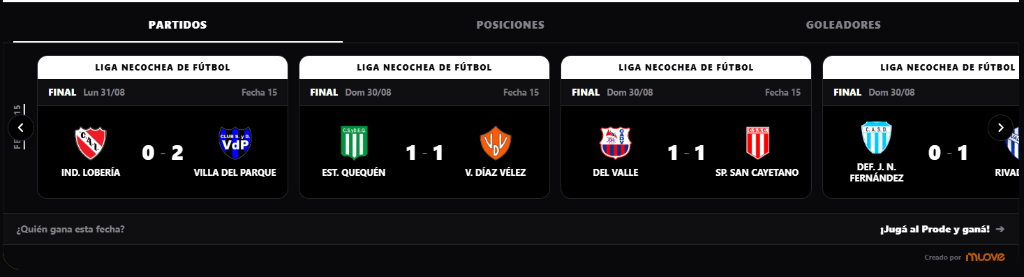 PARTIDOS
POSICIONES
GOLEADORES
LIGA NECOCHEA DE FÚTBOL
FINAL Lun 31/08 Fecha 15
IND. LOBERÍA
0 - 2
VdP
VILLA DEL PARQUE
LIGA NECOCHEA DE FÚTBOL
FINAL Dom 30/08 Fecha 15
EST. QUEQUÉN
1 - 1
V. DÍAZ VÉLEZ
LIGA NECOCHEA DE FÚTBOL
FINAL Dom 30/08 Fecha 15
DEL VALLE
1 - 1
SP. SAN CAYETANO
LIGA NECOCHEA DE FÚTBOL
FINAL Dom 30/08
DEF. J. N.
FERNÁNDEZ
0 - 1
RIVAD
¿Quién gana esta fecha?
¡Jugá al Prode y ganá! →
Creado por MLOVE